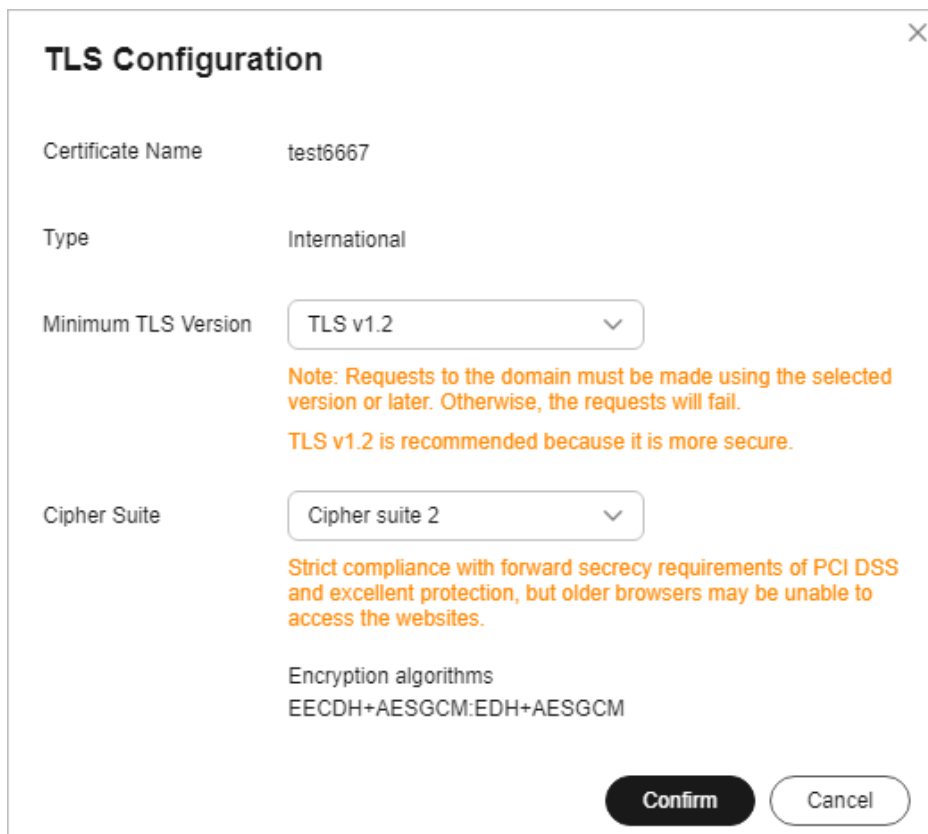 TLS Configuration
Certificate Name test6667
Type International
Minimum TLS Version TLS v1.2
Note: Requests to the domain must be made using the selected
version or later. Otherwise, the requests will fail.
TLS v1.2 is recommended because it is more secure.
Cipher Suite Cipher suite 2
Strict compliance with forward secrecy requirements of PCI DSS
and excellent protection, but older browsers may be unable to
access the websites.
Encryption algorithms
EECDH+AESGCM:EDH+AESGCM
Confirm Cancel